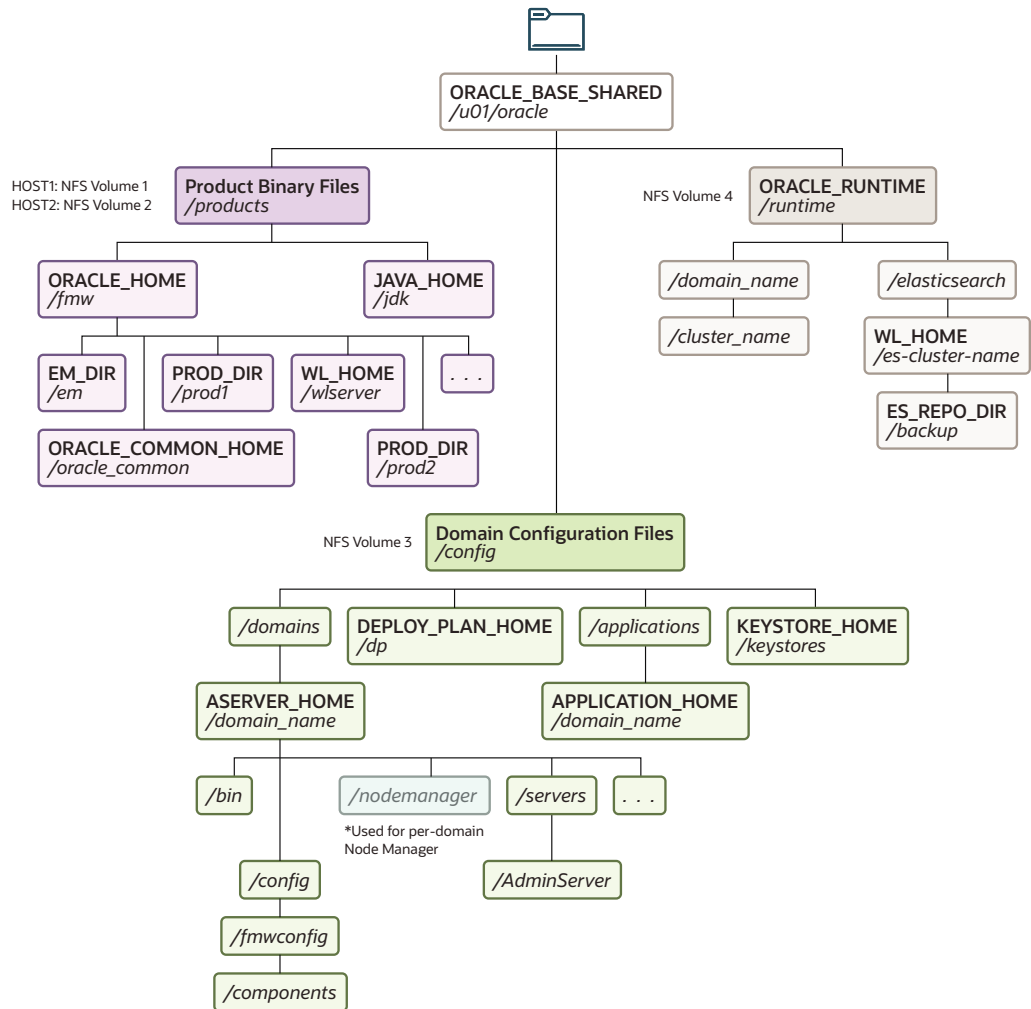 ORACLE_BASE_SHARED
/u01/oracle
HOST1: NFS Volume 1
HOST2: NFS Volume 2
Product Binary Files
/products
NFS Volume 4
ORACLE_RUNTIME
/runtime
ORACLE_HOME
/fmw
JAVA_HOME
/jdk
/domain_name
/elasticsearch
/cluster_name
WL_HOME
/es-cluster-name
EM_DIR
/em
PROD_DIR
/prod1
WL_HOME
/wlserver
. . .
ES_REPO_DIR
/backup
ORACLE_COMMON_HOME
/oracle_common
PROD_DIR
/prod2
NFS Volume 3
Domain Configuration Files
/config
/domains
DEPLOY_PLAN_HOME
/dp
/applications
KEYSTORE_HOME
/keystores
ASERVER_HOME
/domain_name
APPLICATION_HOME
/domain_name
/bin
/nodemanager
/servers
. . .
*Used for per-domain
Node Manager
/config
/AdminServer
/fmwconfig
/components